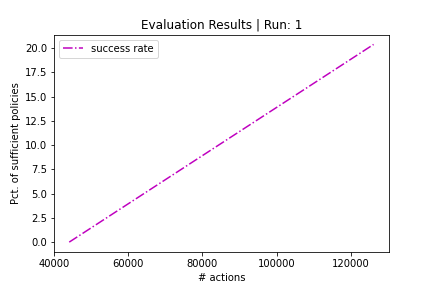 Evaluation Results | Run: 1
success rate
Pct. of sufficient policies
20.0
17.5
15.0
12.5
10.0
7.5
5.0
2.5
0.0
40000 60000 80000 100000 120000
# actions